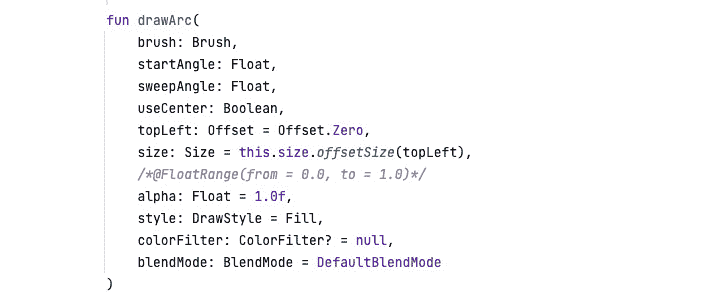 fun drawArc(
    brush: Brush,
    startAngle: Float,
    sweepAngle: Float,
    useCenter: Boolean,
    topLeft: Offset = Offset.Zero,
    size: Size = this.size.offsetSize(topLeft),
    /*@FloatRange(from = 0.0, to = 1.0)*/
    alpha: Float = 1.0f,
    style: DrawStyle = Fill,
    colorFilter: ColorFilter? = null,
    blendMode: BlendMode = DefaultBlendMode
)